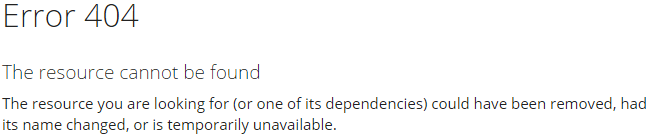 Error 404
The resource cannot be found
The resource you are looking for (or one of its dependencies) could have been removed, had
its name changed, or is temporarily unavailable.